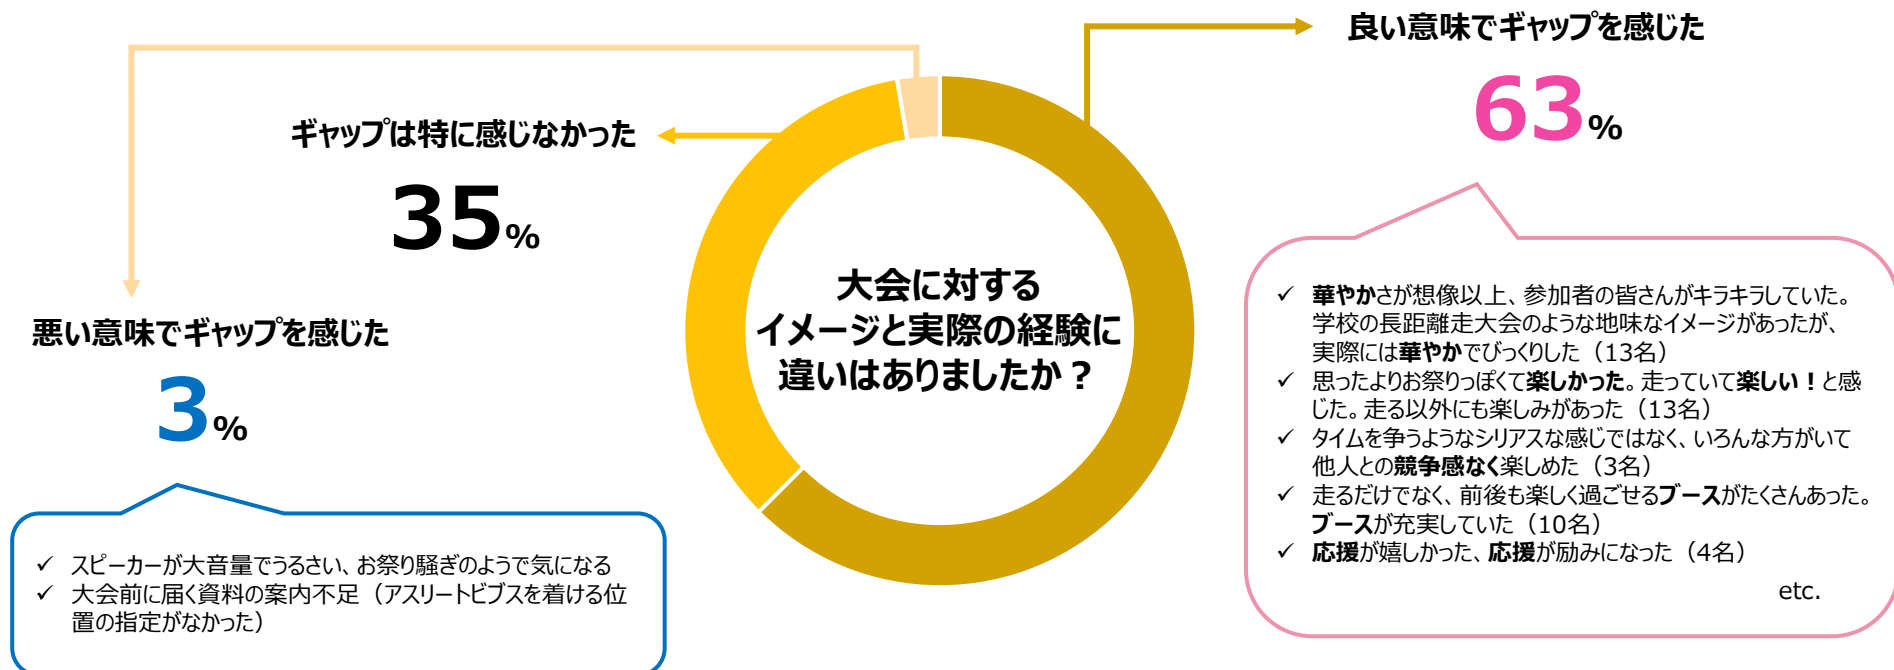 良い意味でギャップを感じた
63%
ギャップは特に感じなかった
35%
悪い意味でギャップを感じた
3%
大会に対する
イメージと実際の経験に
違いはありましたか？
✓ 華やかさが想像以上、参加者の皆さんがキラキラしていた。
学校の長距離走大会のような地味なイメージがあったが、
実際には華やかでびっくりした（13名）
✓ 思ったよりお祭りっぽくて楽しかった。走っていて楽しい！と感
じた。走る以外にも楽しみがあった（13名）
✓ タイムを争うようなシリアスな感じではなく、いろんな方がいて
他人との競争感なく楽しめた（3名）
✓ 走るだけでなく、前後も楽しく過ごせるブースがたくさんあった。
ブースが充実していた（10名）
✓ 応援が嬉しかった、応援が励みになった（4名）
etc.
✓ スピーカーが大音量でうるさい、お祭り騒ぎのようで気になる
✓ 大会前に届く資料の案内不足（アスリートビブスを着ける位
置の指定がなかった）